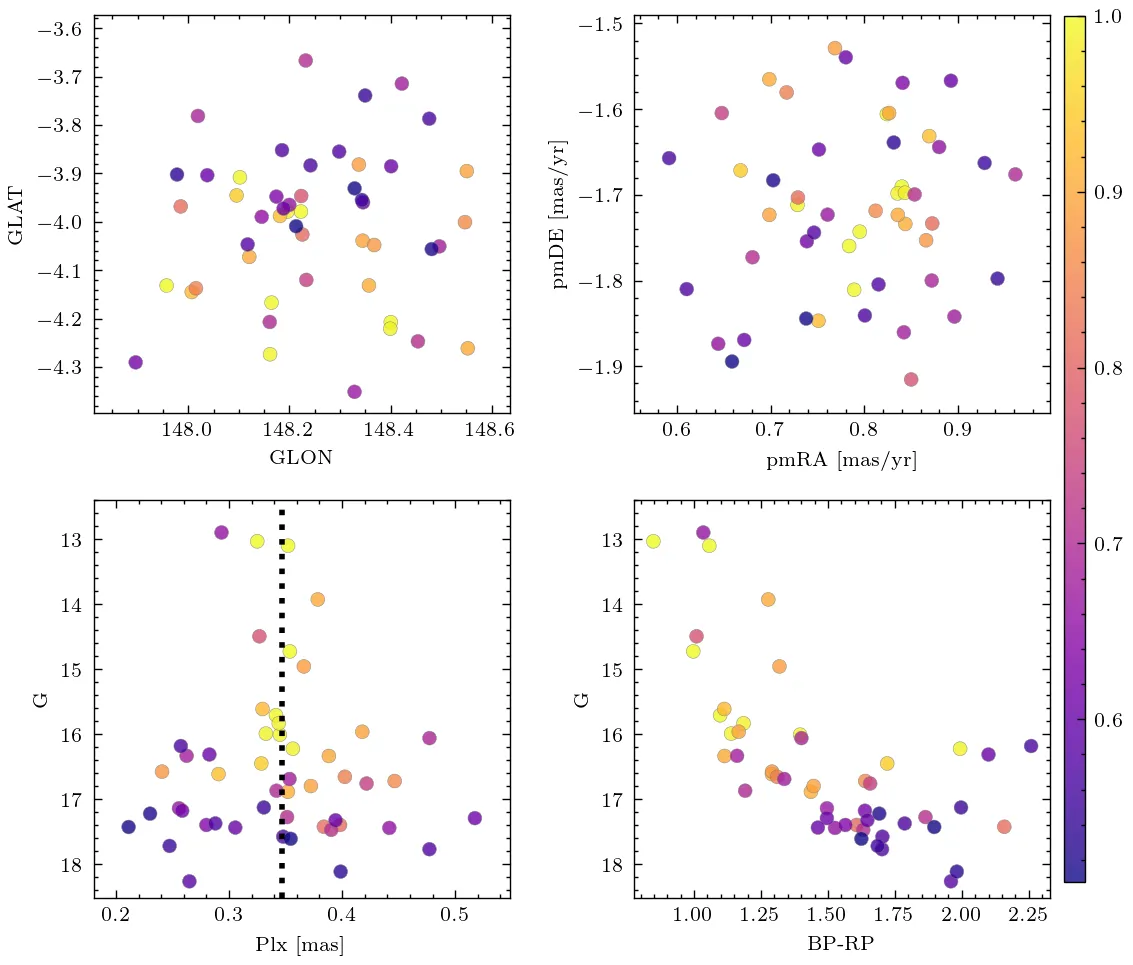 −3.6
−3.7
−3.8
−3.9
−4.0
−4.1
−4.2
−4.3
GLAT
148.0 148.2 148.4 148.6
GLON
−1.5
−1.6
−1.7
−1.8
−1.9
pmDE [mas/yr]
0.6 0.7 0.8 0.9
pmRA [mas/yr]
1.0
0.9
0.8
0.7
0.6
13
14
15
16
17
18
G
0.2 0.3 0.4 0.5
Plx [mas]
13
14
15
16
17
18
G
1.00 1.25 1.50 1.75 2.00 2.25
BP-RP